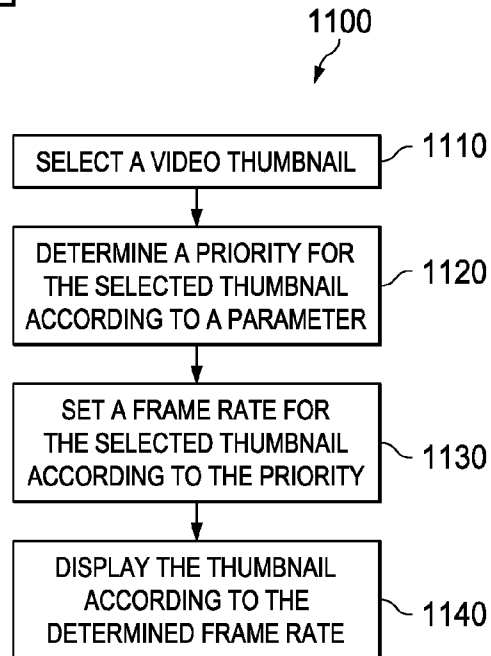 1100
SELECT A VIDEO THUMBNAIL
1110
DETERMINE A PRIORITY FOR
THE SELECTED THUMBNAIL
ACCORDING TO A PARAMETER
1120
SET A FRAME RATE FOR
THE SELECTED THUMBNAIL
ACCORDING TO THE PRIORITY
1130
DISPLAY THE THUMBNAIL
ACCORDING TO THE
DETERMINED FRAME RATE
1140